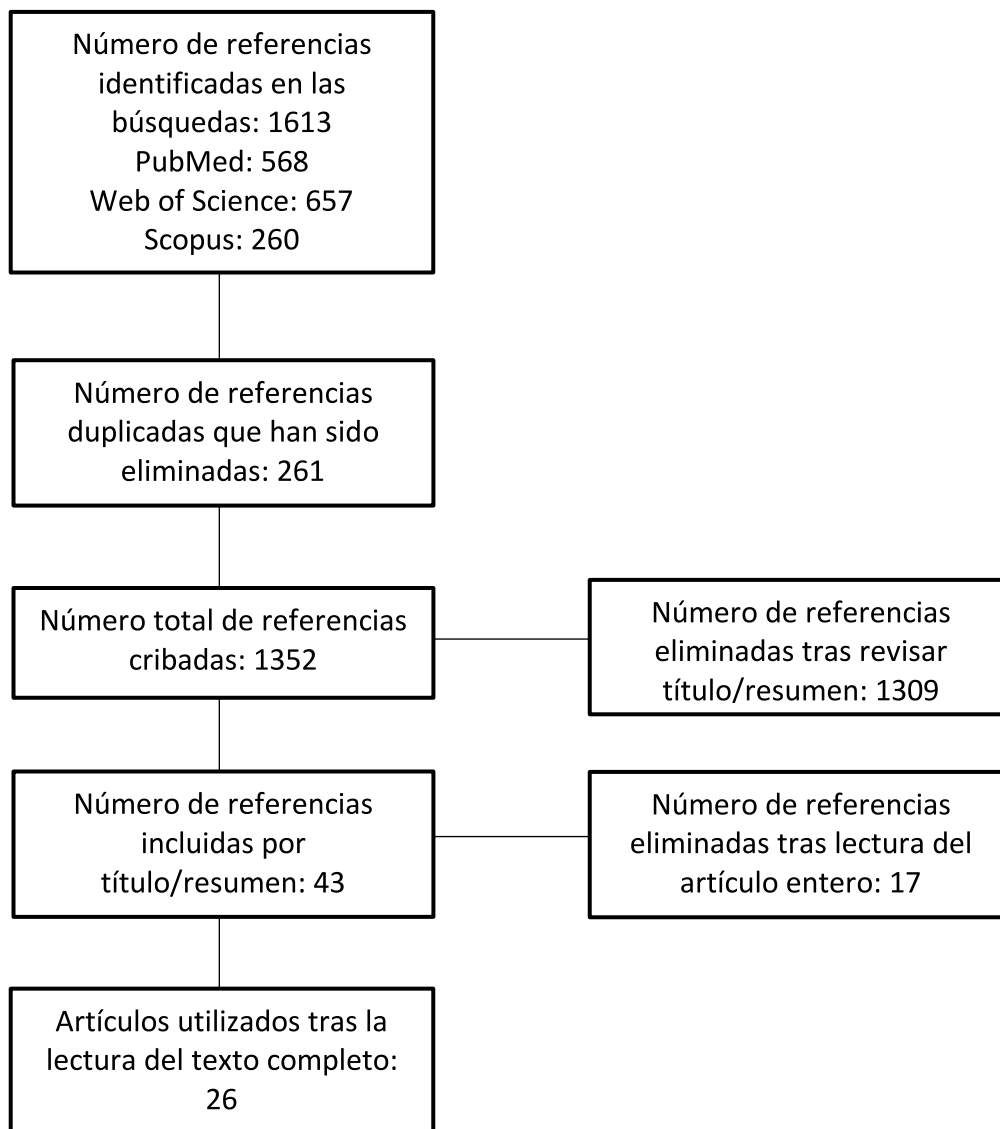 Número de referencias
identificadas en las
búsquedas: 1613
PubMed: 568
Web of Science: 657
Scopus: 260
Número de referencias
duplicadas que han sido
eliminadas: 261
Número total de referencias
cribadas: 1352
Número de referencias
eliminadas tras revisar
título/resumen: 1309
Número de referencias
incluidas por
título/resumen: 43
Número de referencias
eliminadas tras lectura del
artículo entero: 17
Artículos utilizados tras la
lectura del texto completo:
26